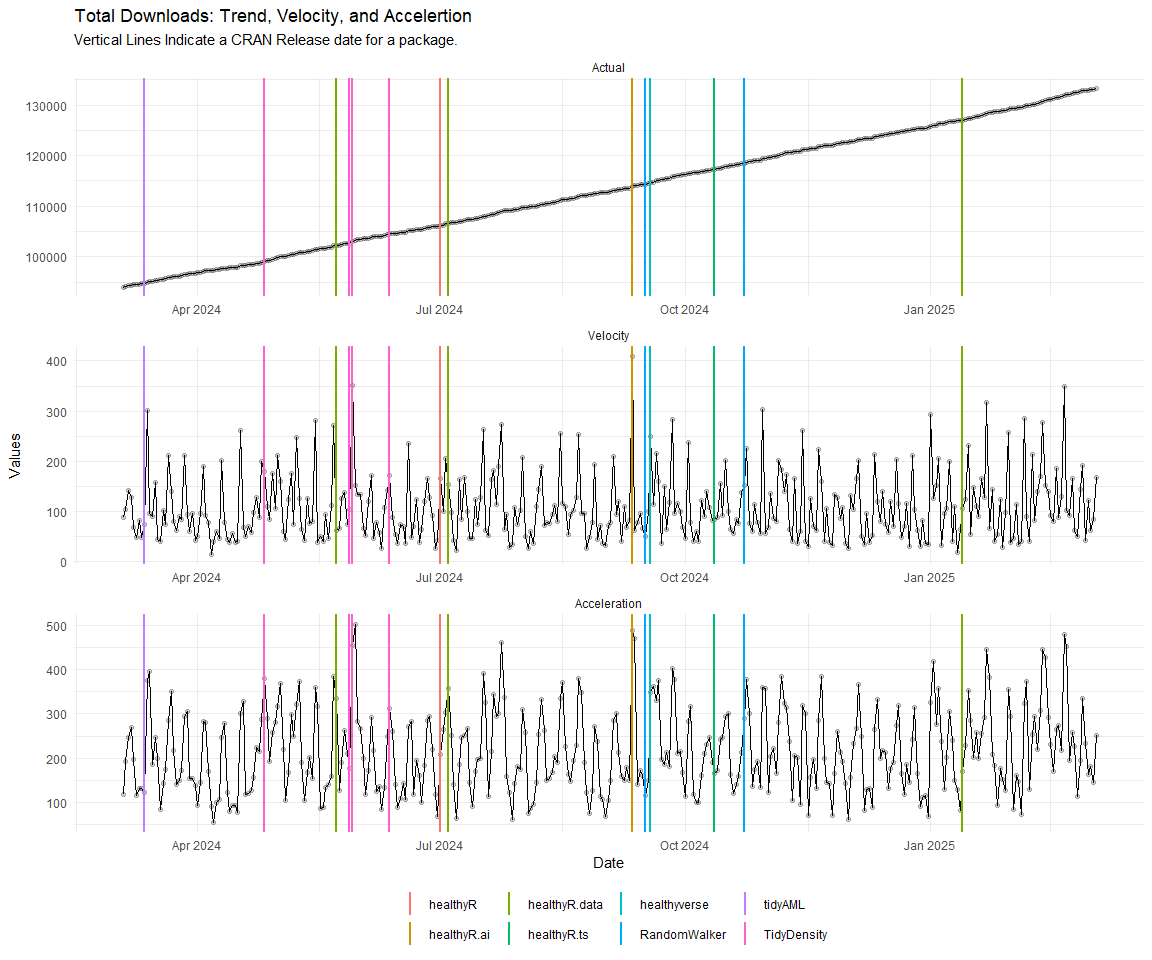 Total Downloads: Trend, Velocity, and Accelertion
Vertical Lines Indicate a CRAN Release date for a package.
Actual
130000
120000
110000
100000
Apr 2024 Jul 2024 Oct 2024 Jan 2025
Velocity
400
300
200
100
0
Apr 2024 Jul 2024 Oct 2024 Jan 2025
Values
Acceleration
500
400
300
200
100
Apr 2024 Jul 2024 Oct 2024 Jan 2025
Date
healthyR healthyR.data healthyverse tidyAML
healthyR.ai healthyR.ts RandomWalker TidyDensity